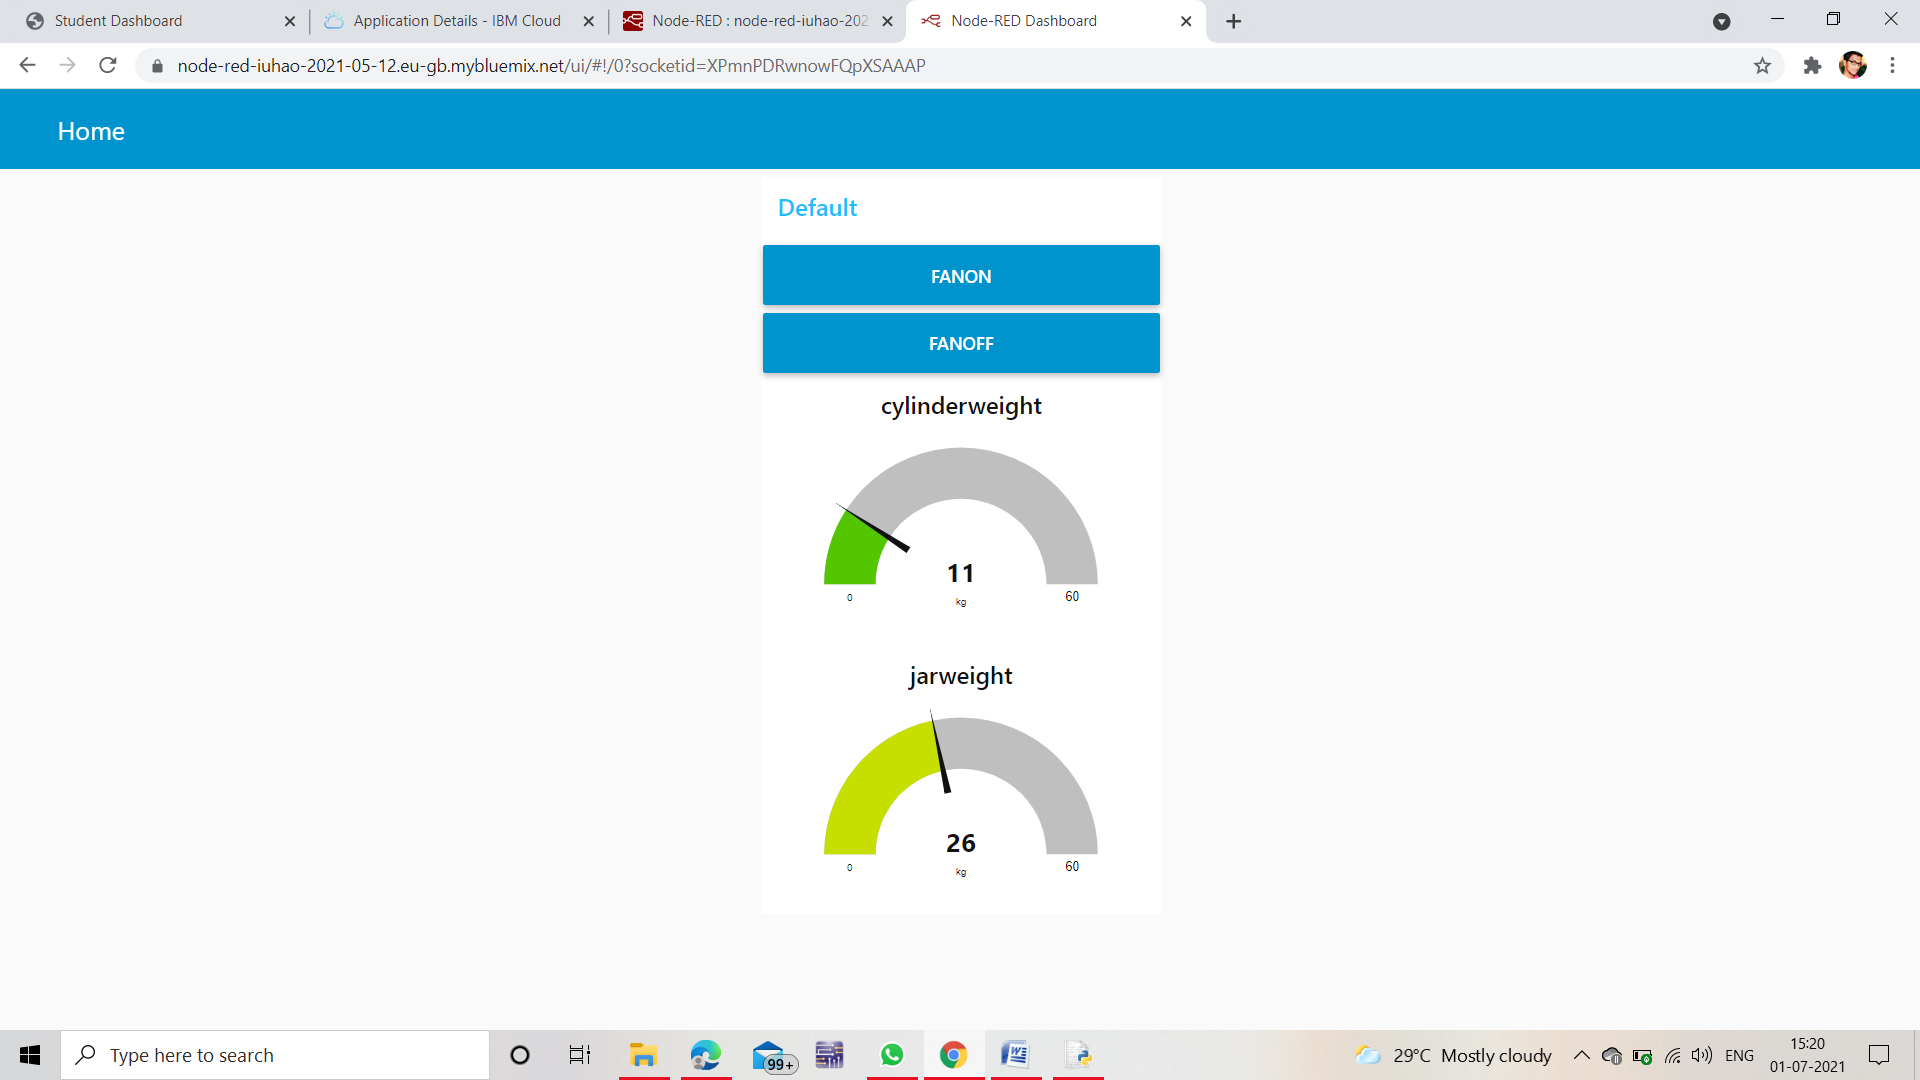 Student Dashboard
Application Details - IBM Cloud
Node-RED : node-red-iuhao-202
Node-RED Dashboard
node-red-iuhao-2021-05-12.eu-gb.mybluemix.net/ui/#!/0?socketid=XPmnPDRwnowFQpXSAAAP
Home
Default
FANON
FANOFF
cylinderweight
11
0
kg
60
jarweight
26
0
kg
60
Type here to search
99+
29°C Mostly cloudy
ENG
15:20
01-07-2021